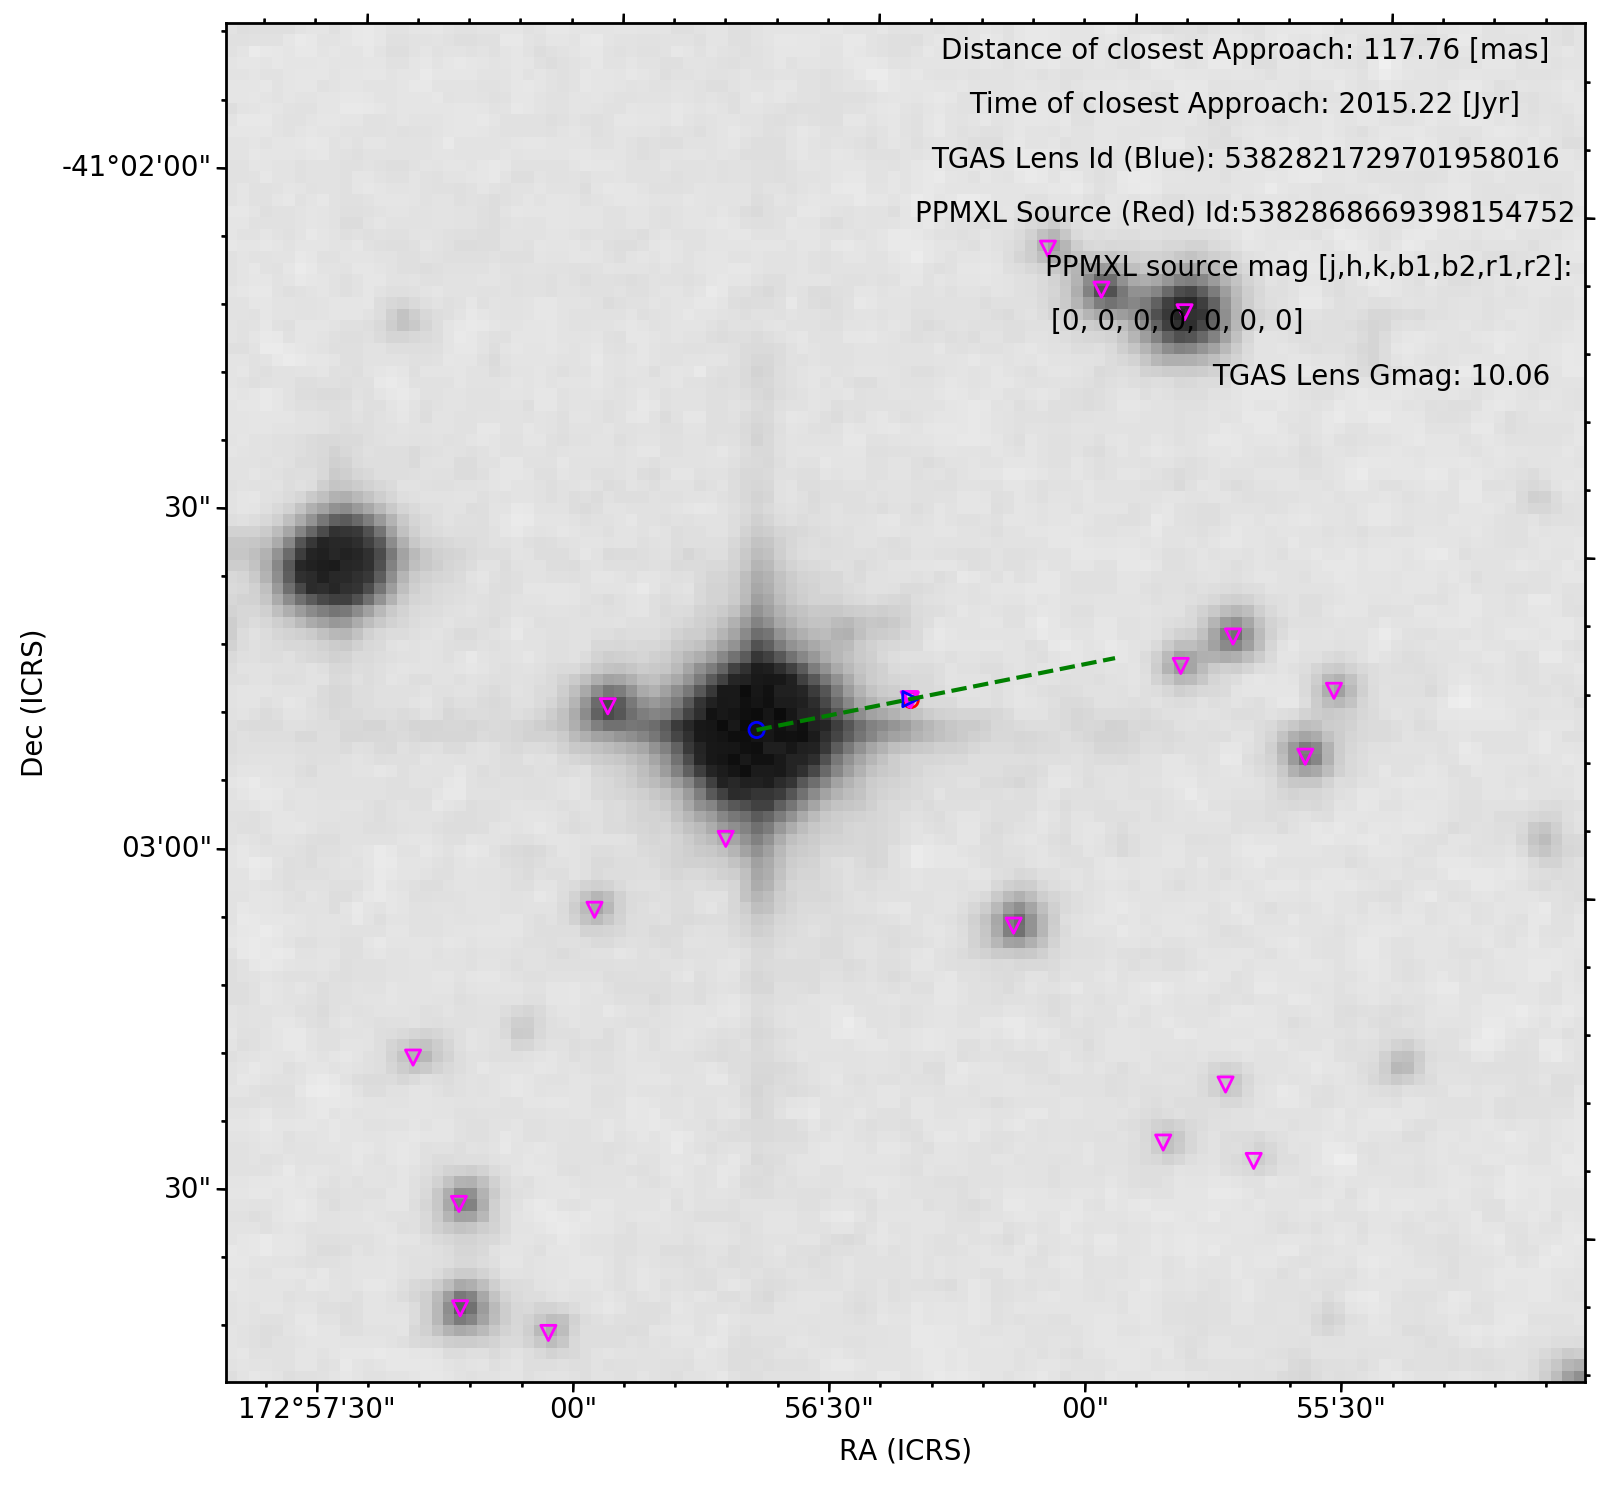 Distance of closest Approach: 117.76 [mas]
Time of closest Approach: 2015.22 [Jyr]
TGAS Lens Id (Blue): 5382821729701958016
PPMXL Source (Red) Id:5382868669398154752
PPMXL source mag [j,h,k,b1,b2,r1,r2]:
[0, 0, 0, 0, 0, 0, 0]
TGAS Lens Gmag: 10.06
-41°02'00"
30"
03'00"
30"
Dec (ICRS)
172°57'30" 00" 56'30" 00" 55'30"
RA (ICRS)